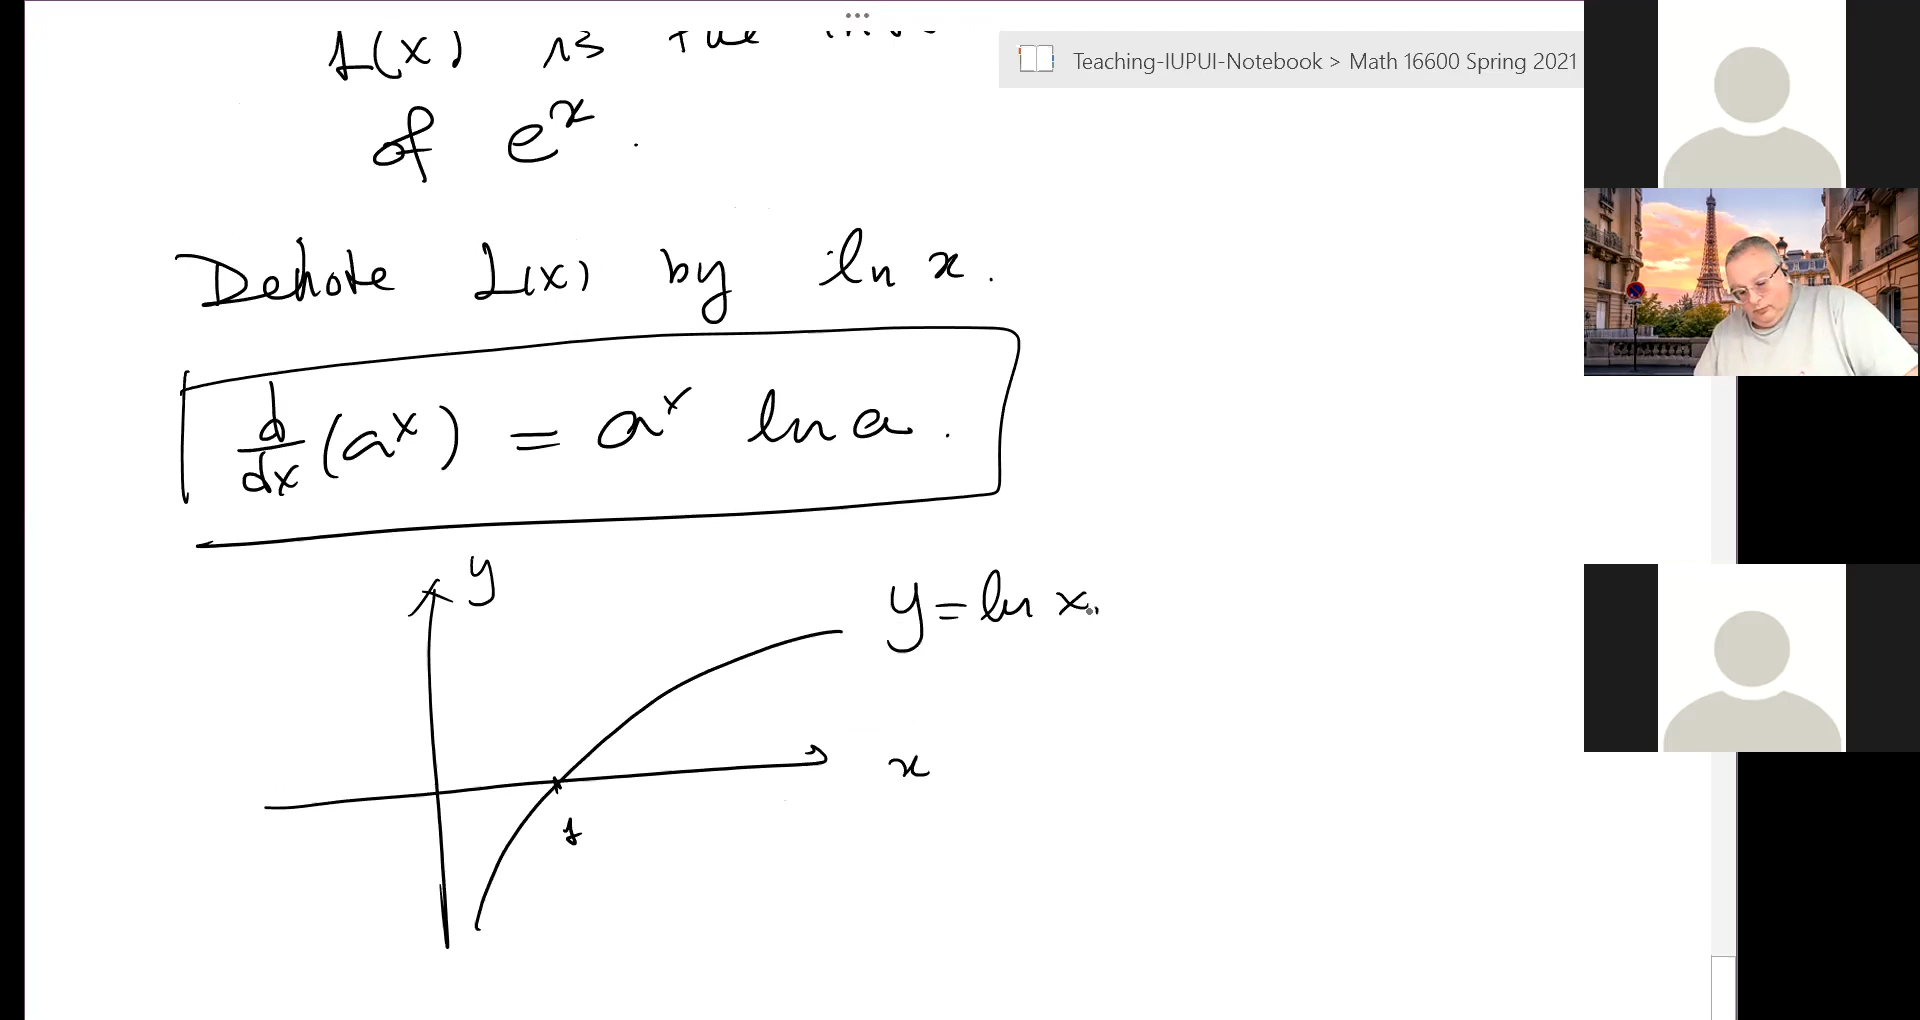 L(x) is the
Teaching-IUPUI-Notebook > Math 16600 Spring 2021
of e^x.
Denote L(x) by ln x.
d/dx (a^x) = a^x ln a.
y
y = ln x.
x
1